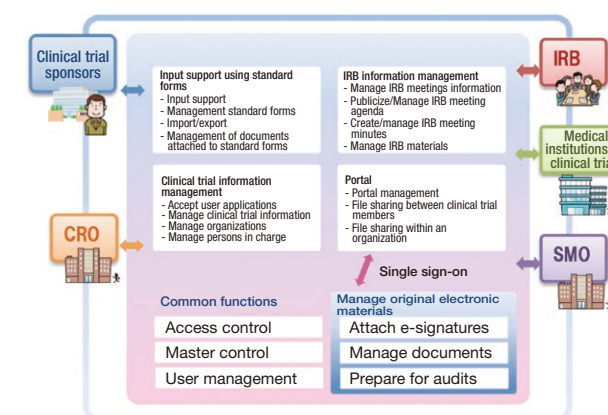 Clinical trial
sponsors
CRO
Input support using standard
forms
- Input support
- Management standard forms
- Import/export
- Management of documents
attached to standard forms
IRB information management
- Manage IRB meetings information
- Publicize/Manage IRB meeting
agenda
- Create/manage IRB meeting
minutes
- Manage IRB materials
Clinical trial information
management
- Accept user applications
- Manage clinical trial information
- Manage organizations
- Manage persons in charge
Portal
- Portal management
- File sharing between clinical trial
members
- File sharing within an
organization
Single sign-on
Common functions
Access control
Master control
User management
Manage original electronic
materials
Attach e-signatures
Manage documents
Prepare for audits
IRB
Medical
institutions
clinical tria
SMO